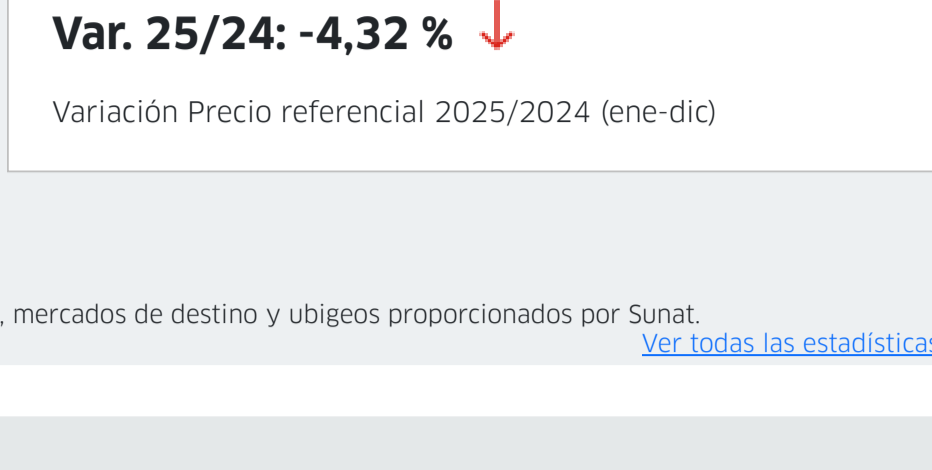 Var. 25/24: -4,32 %
Variación Precio referencial 2025/2024 (ene-dic)
, mercados de destino y ubigeos proporcionados por Sunat.
Ver todas las estadísticas